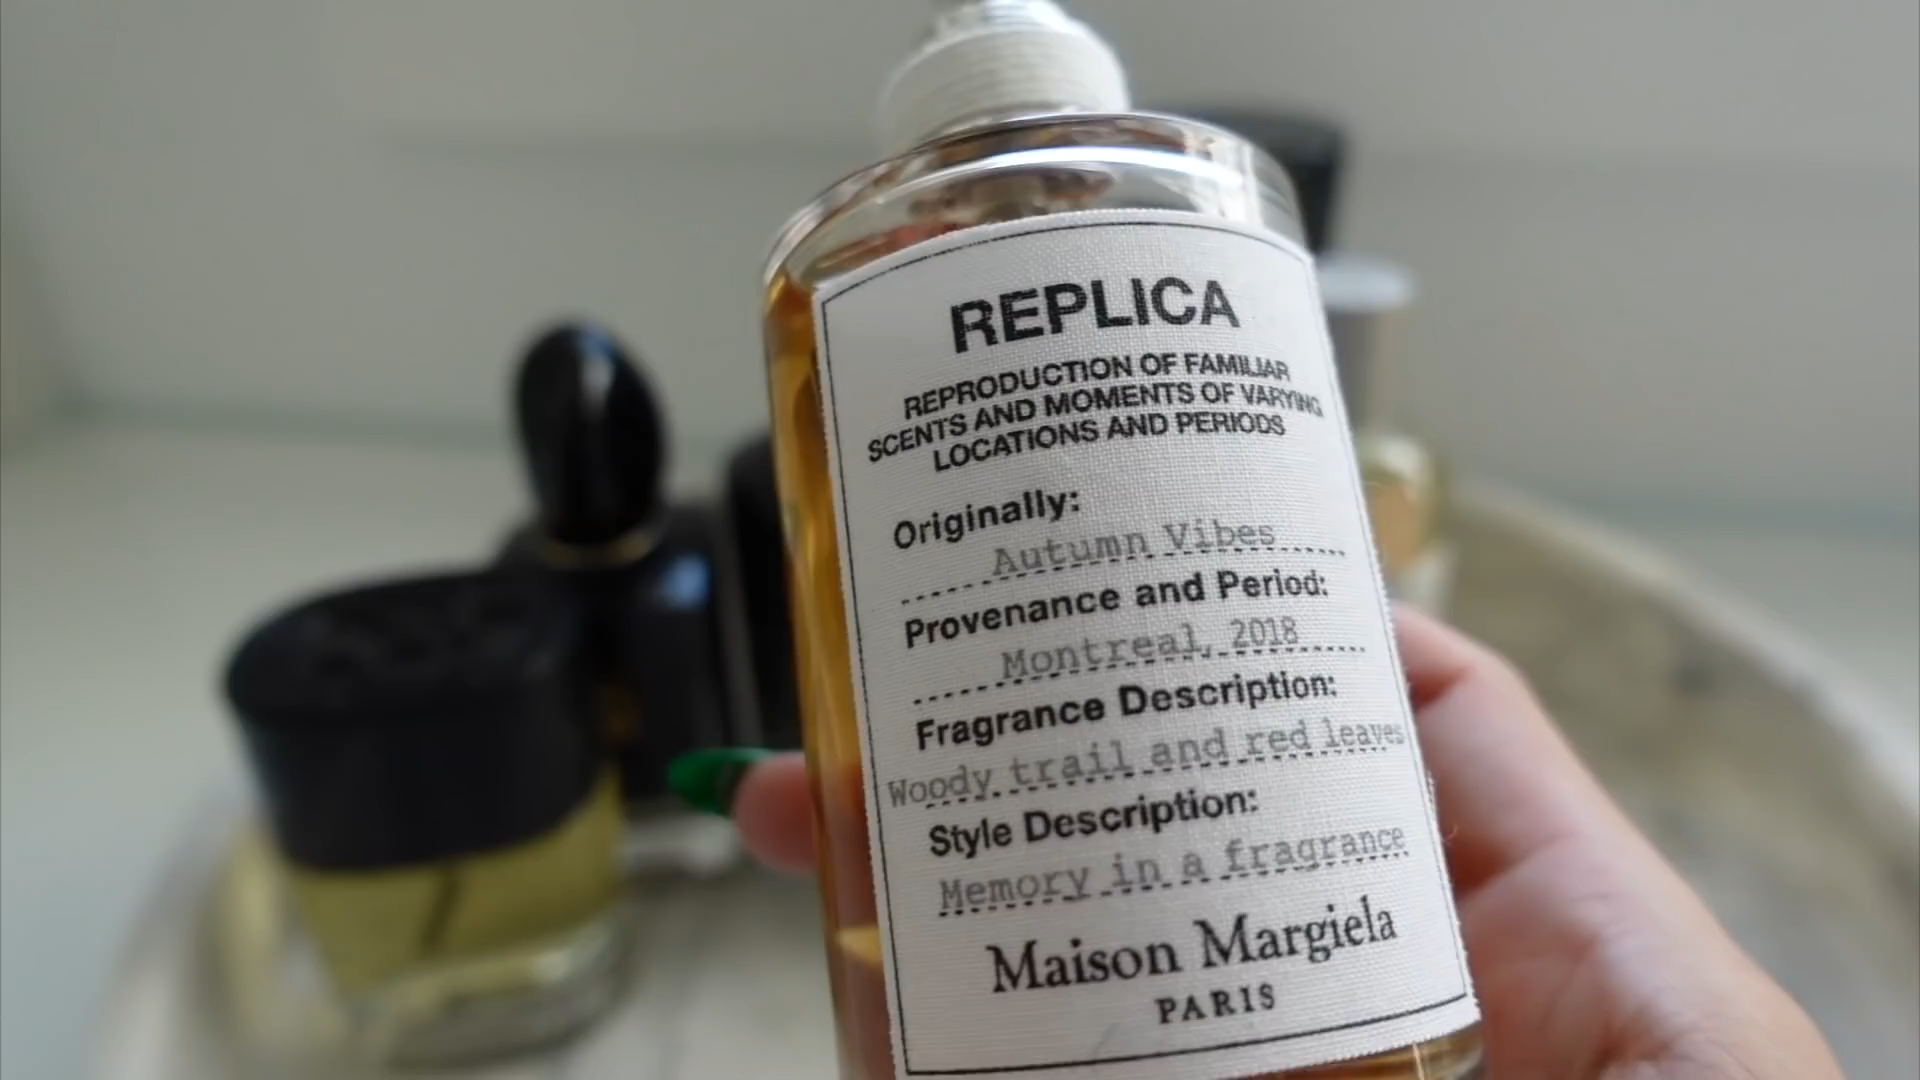 REPLICA
REPRODUCTION OF FAMILIAR
SCENTS AND MOMENTS OF VARYING
LOCATIONS AND PERIODS
Originally:
Autumn Vibes
Provenance and Period:
Montreal, 2018
Fragrance Description:
Woody trail and red leaves
Style Description:
Memory in a fragrance
Maison Margiela
PARIS